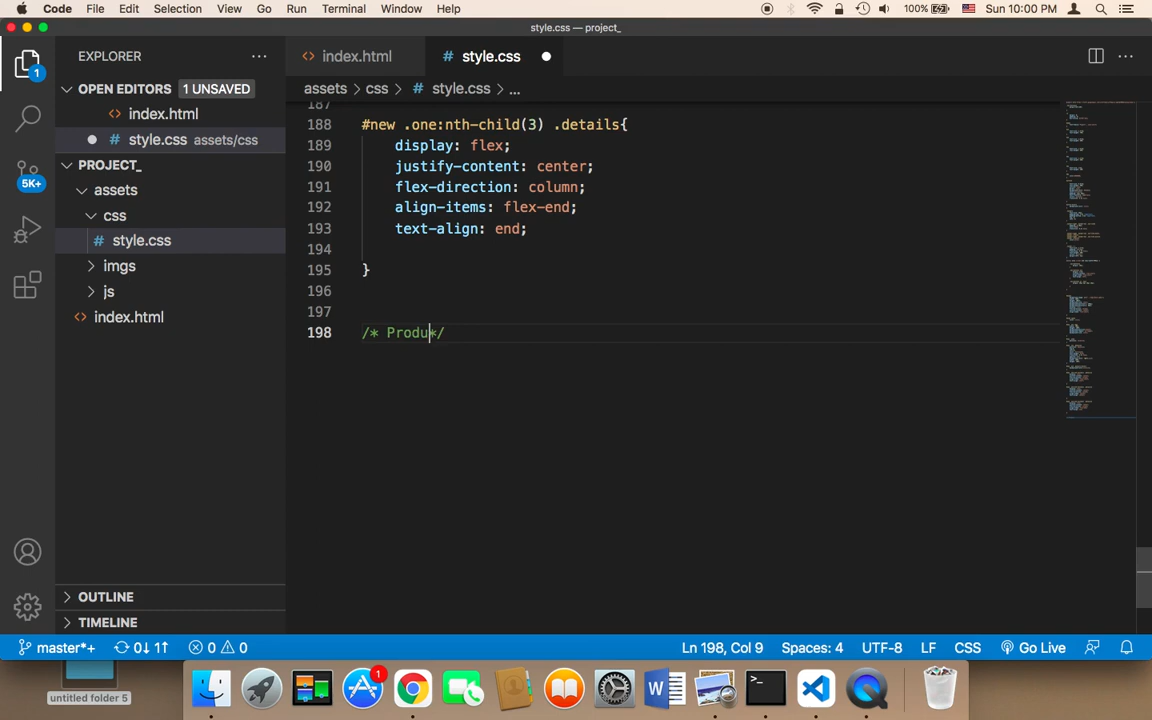 Code File Edit Selection View Go Run Terminal Window Help 100% Sun 10:00 PM
style.css — project_
EXPLORER
index.html
# style.css
1
OPEN EDITORS 1 UNSAVED
assets > css > # style.css > ...
index.html
# style.css assets/css
PROJECT_
assets
css
# style.css
imgs
js
index.html
5K+
187
188 #new .one:nth-child(3) .details{
189 display: flex;
190 justify-content: center;
191 flex-direction: column;
192 align-items: flex-end;
193 text-align: end;
194
195 }
196
197
198 /* Produ*/
OUTLINE
TIMELINE
master*+ 0↓ 1↑ 0 0 Ln 198, Col 9 Spaces: 4 UTF-8 LF CSS Go Live
1
untitled folder 5